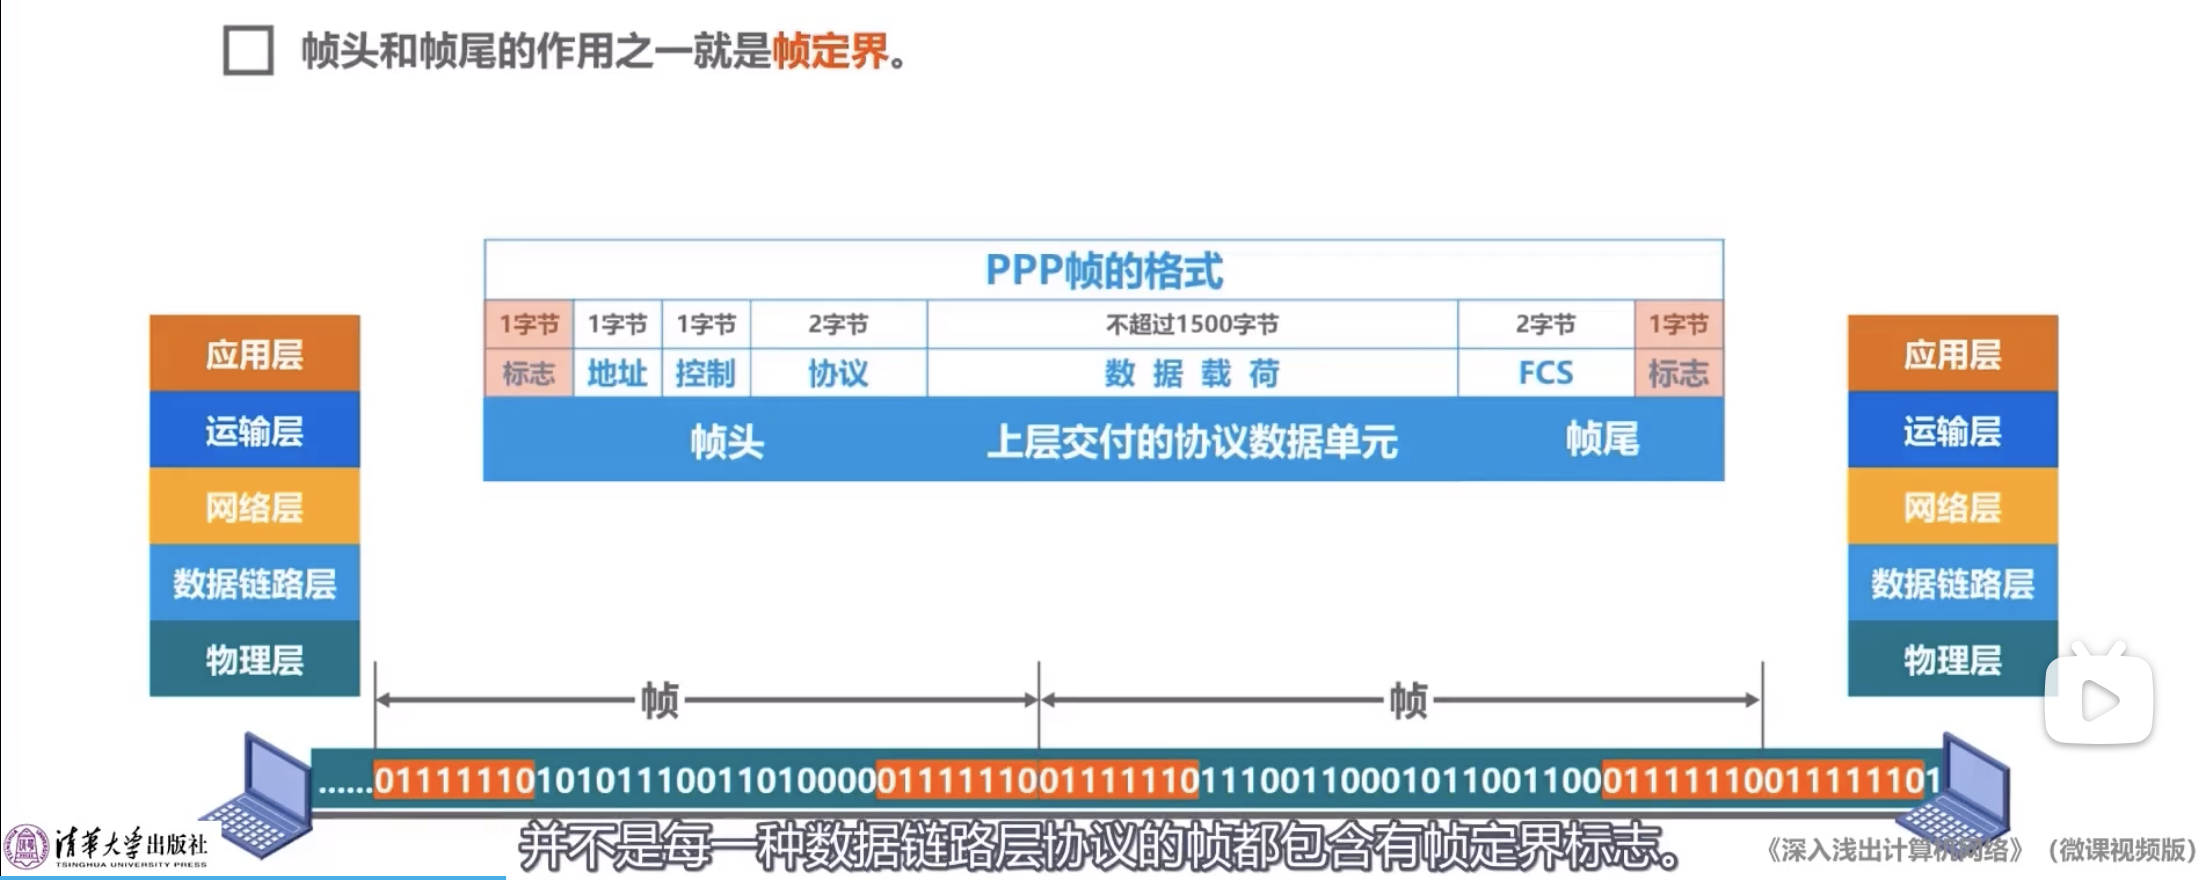 帧头和帧尾的作用之一就是帧定界。
PPP帧的格式
1字节 1字节 1字节 2字节 不超过1500字节 2字节 1字节
标志 地址 控制 协议 数据载荷 FCS 标志
帧头 上层交付的协议数据单元 帧尾
应用层
运输层
网络层
数据链路层
物理层
应用层
运输层
网络层
数据链路层
物理层
帧 帧
......01111110101011100110100000111111001111110111001100010110011000111111001111101
并不是每一种数据链路层协议的帧都包含有帧定界标志。
清华大学出版社
TSINGHUA UNIVERSITY PRESS
《深入浅出计算机网络》（微课视频版）